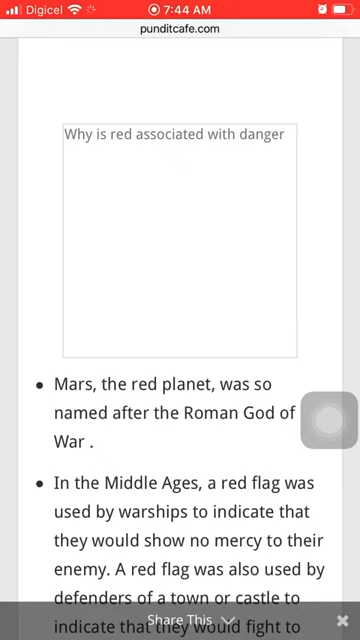 Digicel 7:44 AM
punditcafe.com
Why is red associated with danger
● Mars, the red planet, was so
named after the Roman God of
War .
● In the Middle Ages, a red flag was
used by warships to indicate that
they would show no mercy to their
enemy. A red flag was also used by
defenders of a town or castle to
indicate that they would fight to
Share This